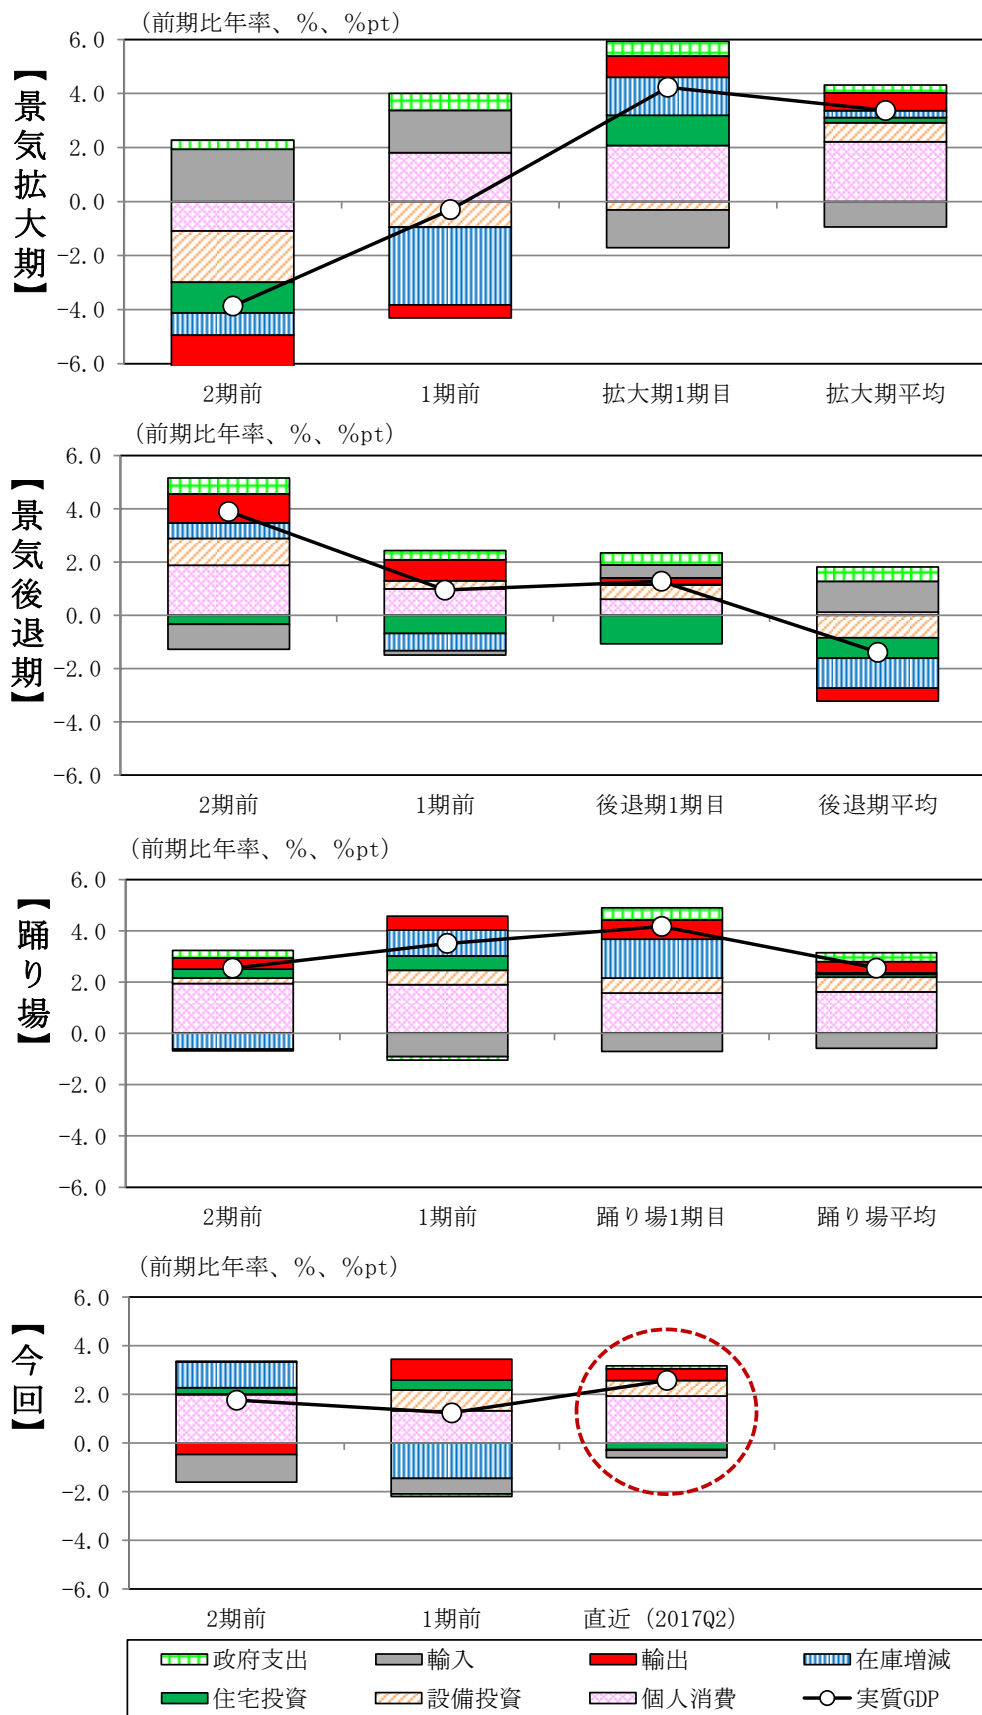 (前期比年率、%、%pt)
【景気拡大期】
6.0
4.0
2.0
0.0
-2.0
-4.0
-6.0
2期前 1期前 拡大期1期目 拡大期平均
(前期比年率、%、%pt)
【景気後退期】
6.0
4.0
2.0
0.0
-2.0
-4.0
-6.0
2期前 1期前 後退期1期目 後退期平均
(前期比年率、%、%pt)
【踊り場】
6.0
4.0
2.0
0.0
-2.0
-4.0
-6.0
2期前 1期前 踊り場1期目 踊り場平均
(前期比年率、%、%pt)
【今回】
6.0
4.0
2.0
0.0
-2.0
-4.0
-6.0
2期前 1期前 直近(2017Q2)
政府支出 輸入 輸出 在庫増減
住宅投資 設備投資 個人消費 実質GDP